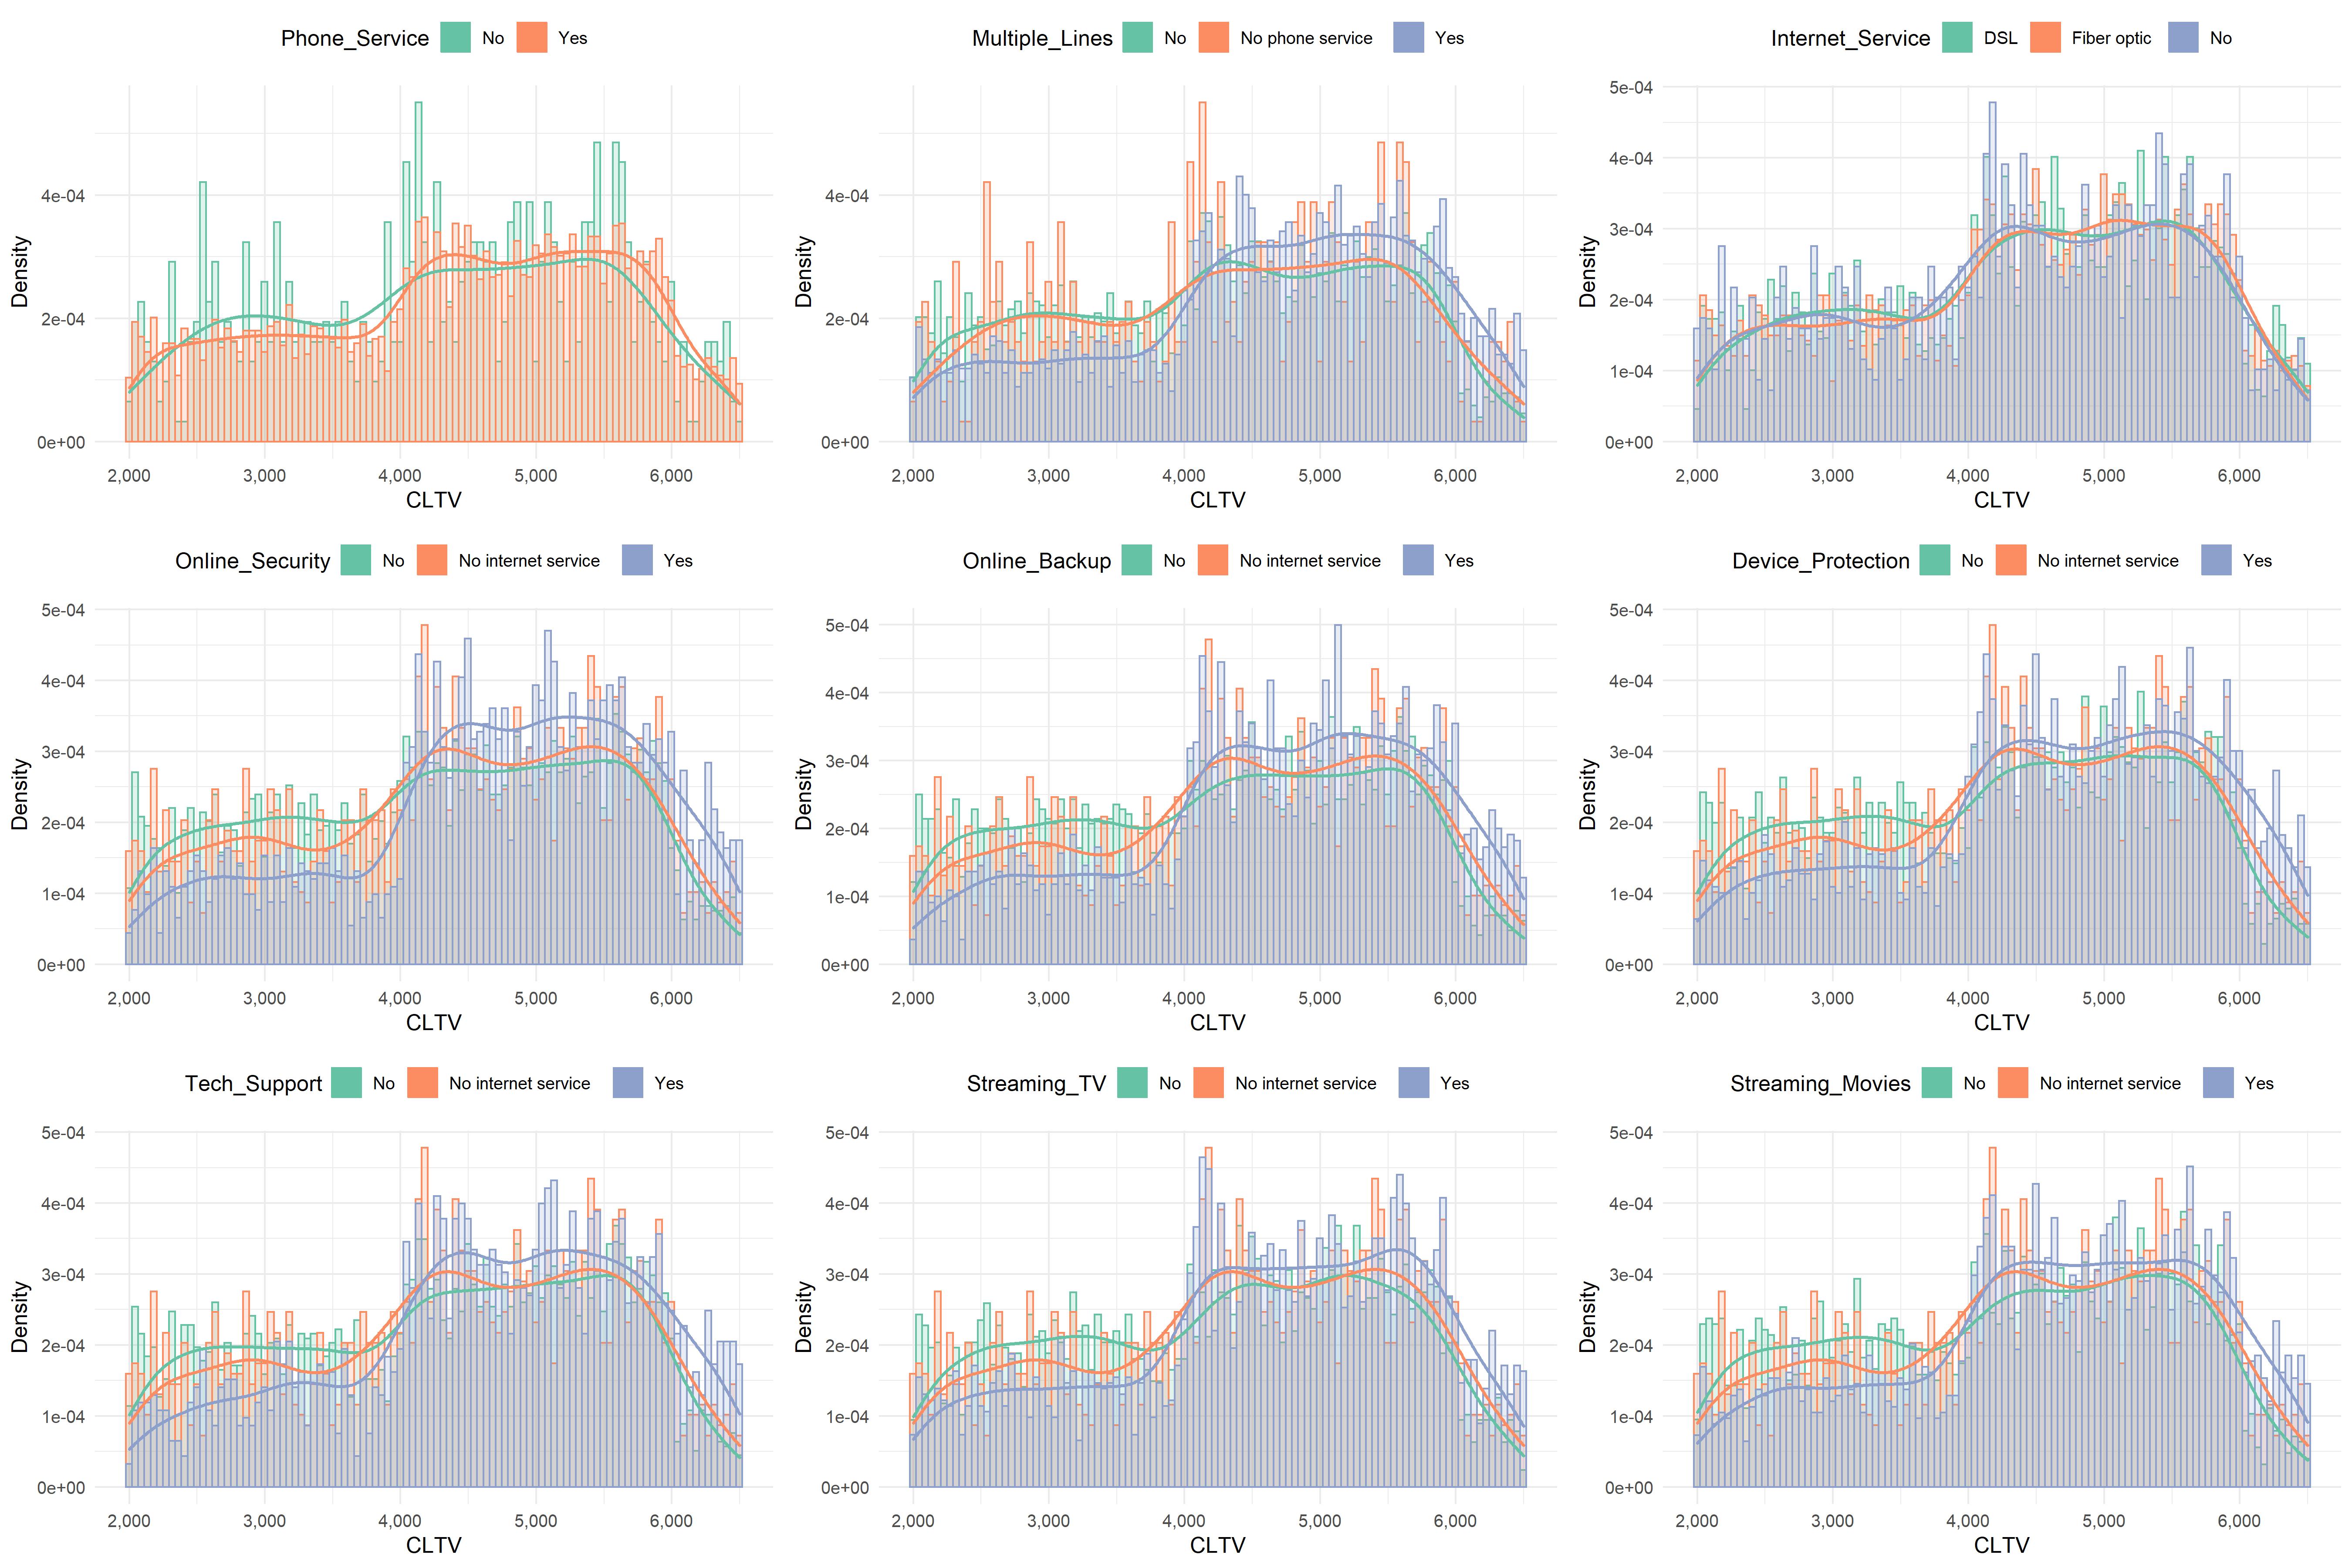 Phone_Service No Yes
Density
4e-04
2e-04
0e+00
2,000 3,000 4,000 5,000 6,000
CLTV
Multiple_Lines No No phone service Yes
Density
4e-04
2e-04
0e+00
2,000 3,000 4,000 5,000 6,000
CLTV
Internet_Service DSL Fiber optic No
Density
5e-04
4e-04
3e-04
2e-04
1e-04
0e+00
2,000 3,000 4,000 5,000 6,000
CLTV
Online_Security No No internet service Yes
Density
5e-04
4e-04
3e-04
2e-04
1e-04
0e+00
2,000 3,000 4,000 5,000 6,000
CLTV
Online_Backup No No internet service Yes
Density
5e-04
4e-04
3e-04
2e-04
1e-04
0e+00
2,000 3,000 4,000 5,000 6,000
CLTV
Device_Protection No No internet service Yes
Density
5e-04
4e-04
3e-04
2e-04
1e-04
0e+00
2,000 3,000 4,000 5,000 6,000
CLTV
Tech_Support No No internet service Yes
Density
5e-04
4e-04
3e-04
2e-04
1e-04
0e+00
2,000 3,000 4,000 5,000 6,000
CLTV
Streaming_TV No No internet service Yes
Density
5e-04
4e-04
3e-04
2e-04
1e-04
0e+00
2,000 3,000 4,000 5,000 6,000
CLTV
Streaming_Movies No No internet service Yes
Density
5e-04
4e-04
3e-04
2e-04
1e-04
0e+00
2,000 3,000 4,000 5,000 6,000
CLTV